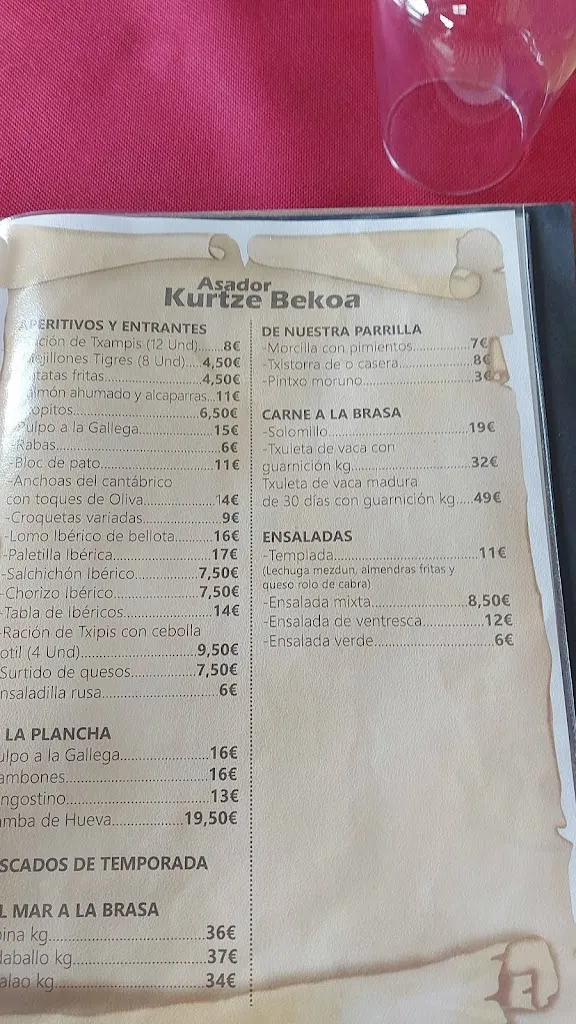 Asador
Kurtze Bekoa
APERITIVOS Y ENTRANTES
de Txampis (12 Und)......8€
Mejillones Tigres (8 Und)....4,50€
fritas..................4,50€
ahumado y alcaparras...11€
..................6,50€
Pulpo a la Gallega..................15€
-Rabas..................6€
-Bloc de pato..................11€
-Anchoas del cantábrico
con toques de Oliva..................14€
-Croquetas variadas..................9€
-Lomo Ibérico de bellota.......16€
-Paletilla Ibérica..................17€
-Salchichón Ibérico............7,50€
-Chorizo Ibérico..................7,50€
-Tabla de Ibéricos..................14€
-Ración de Txipis con cebolla
otil (4 Und)..................9,50€
Surtido de quesos............7,50€
nsaladilla rusa..................6€
LA PLANCHA
ulpo a la Gallega..................16€
ambones..................16€
ngostino..................13€
amba de Hueva............19,50€
SCADOS DE TEMPORADA
L MAR A LA BRASA
ina kg..................36€
daballo kg..................37€
alao kg..................34€
DE NUESTRA PARRILLA
-Morcilla con pimientos............7€
-Txistorra de o casera............8€
-Pintxo moruno..................3€
CARNE A LA BRASA
-Solomillo..................19€
-Txuleta de vaca con
guarnición kg..................32€
Txuleta de vaca madura
de 30 días con guarnición kg....49€
ENSALADAS
-Templada..................11€
(Lechuga mezdun, almendras fritas y
queso rolo de cabra)
-Ensalada mixta..................8,50€
-Ensalada de ventresca............12€
-Ensalada verde..................6€